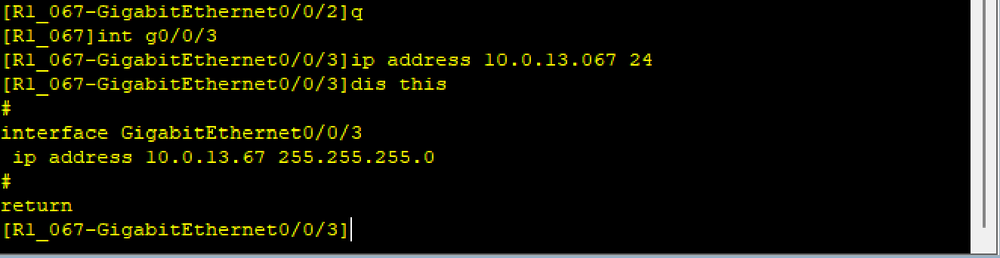 [R1_067-GigabitEthernet0/0/2]q
[R1_067]int g0/0/3
[R1_067-GigabitEthernet0/0/3]ip address 10.0.13.067 24
[R1_067-GigabitEthernet0/0/3]dis this
#
interface GigabitEthernet0/0/3
 ip address 10.0.13.67 255.255.255.0
#
return
[R1_067-GigabitEthernet0/0/3]